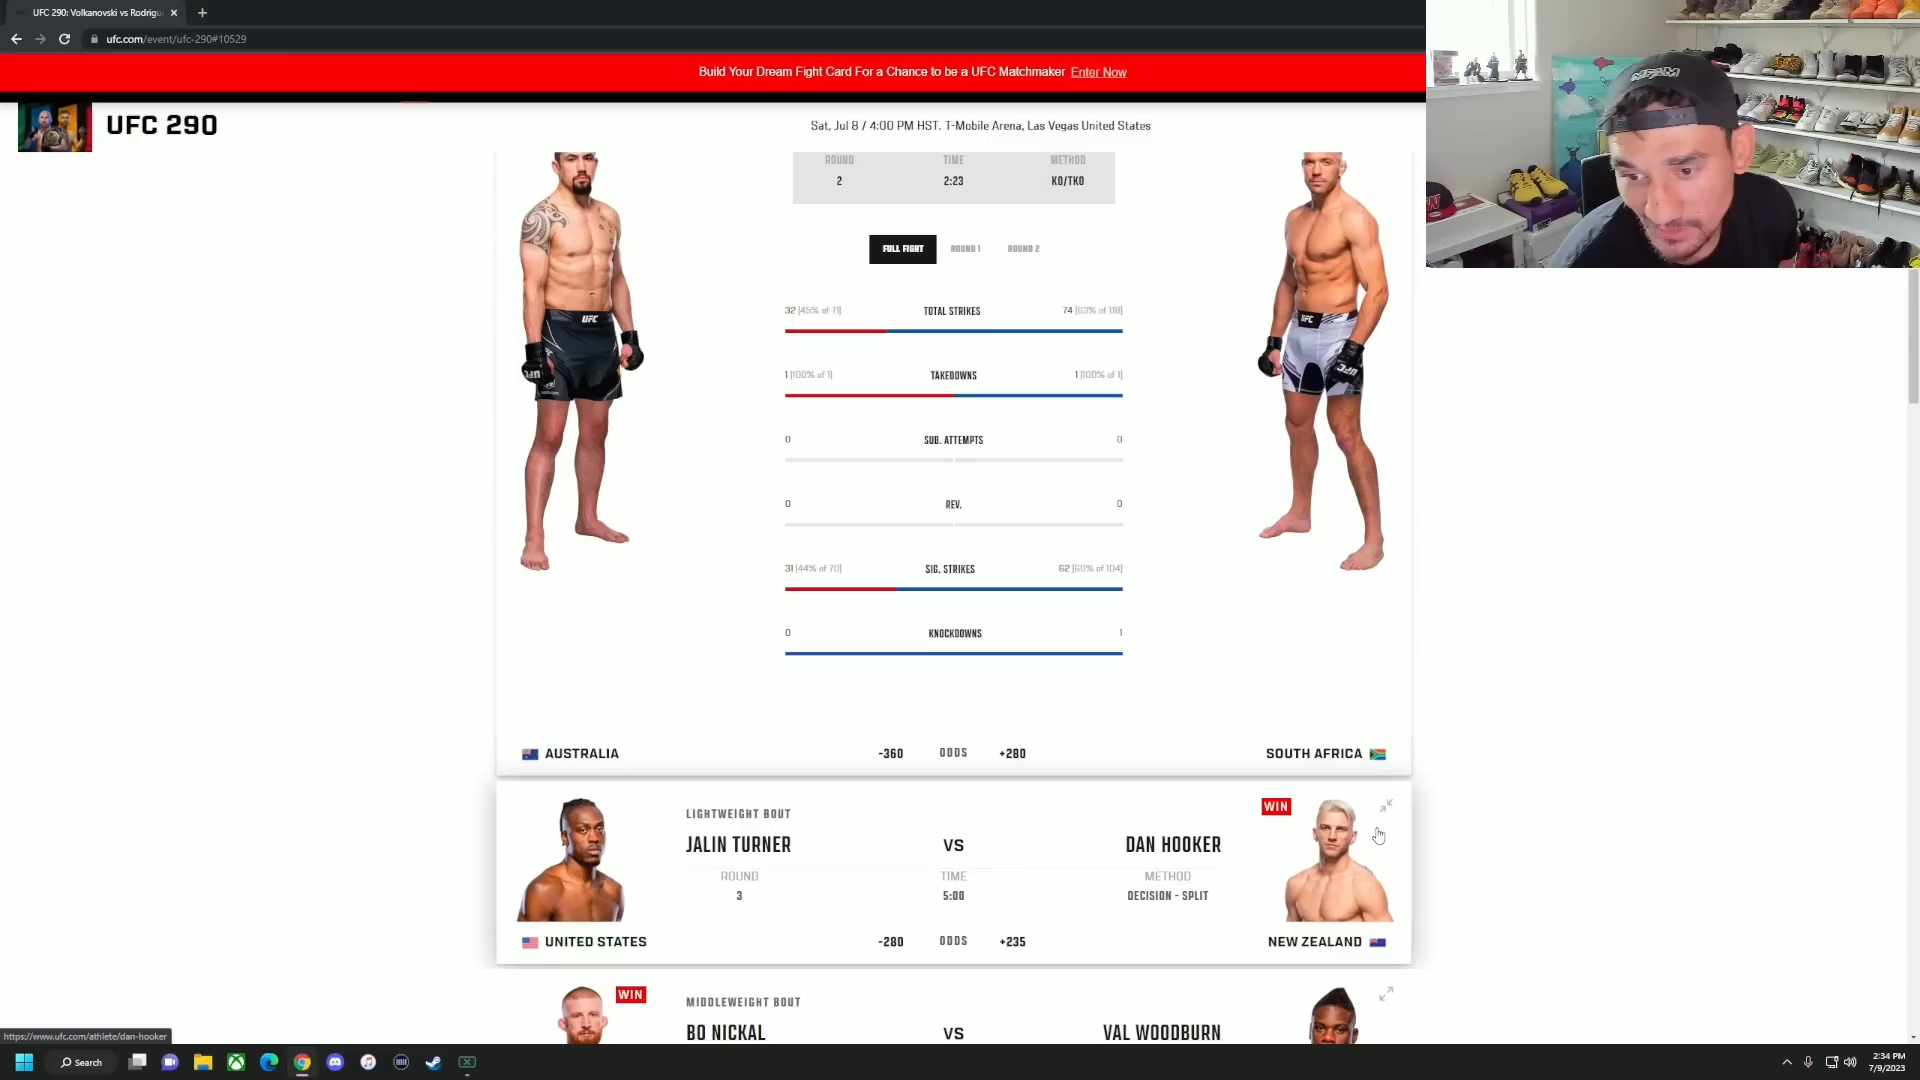 UFC 290: Volkanovski vs Rodrigu
ufc.com/event/ufc-290#10529
Build Your Dream Fight Card For a Chance to be a UFC Matchmaker Enter Now
UFC 290
Sat, Jul 8 / 4:00 PM HST. T-Mobile Arena, Las Vegas United States
ROUND TIME METHOD
2 2:23 KO/TKO
FULL FIGHT ROUND 1 ROUND 2
32 [45% of 71] TOTAL STRIKES 74 [63% of 118]
1 [100% of 1] TAKEDOWNS 1 [100% of 1]
0 SUB. ATTEMPTS 0
0 REV. 0
31 [44% of 70] SIG. STRIKES 62 [60% of 104]
0 KNOCKDOWNS 1
UFC
UFC
AUSTRALIA -360 ODDS +280 SOUTH AFRICA
LIGHTWEIGHT BOUT WIN
JALIN TURNER VS DAN HOOKER
ROUND TIME METHOD
3 5:00 DECISION - SPLIT
UNITED STATES -280 ODDS +235 NEW ZEALAND
WIN MIDDLEWEIGHT BOUT
BO NICKAL VS VAL WOODBURN
https://www.ufc.com/athlete/dan-hooker
Search
2:34 PM
7/9/2023